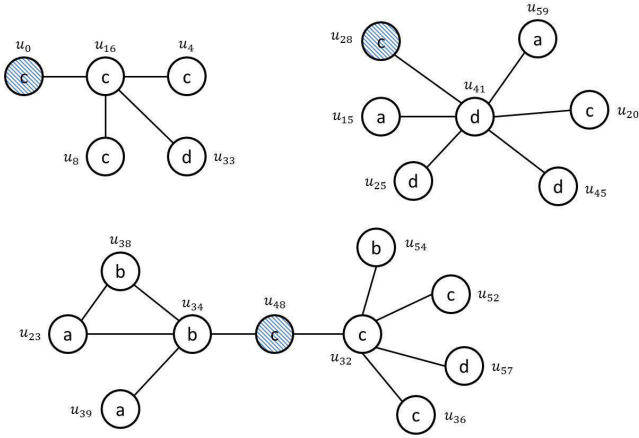 u₀ u₁₆ u₄
c c c
u₈ c d u₃₃
u₂₈ c a u₅₉
u₁₅ a u₄₁ d c u₂₀
u₂₅ d d u₄₅
u₃₈ b
u₂₃ a u₃₄ b u₄₈ c c u₃₂
u₃₉ a
b u₅₄
c u₅₂
d u₅₇
c u₃₆